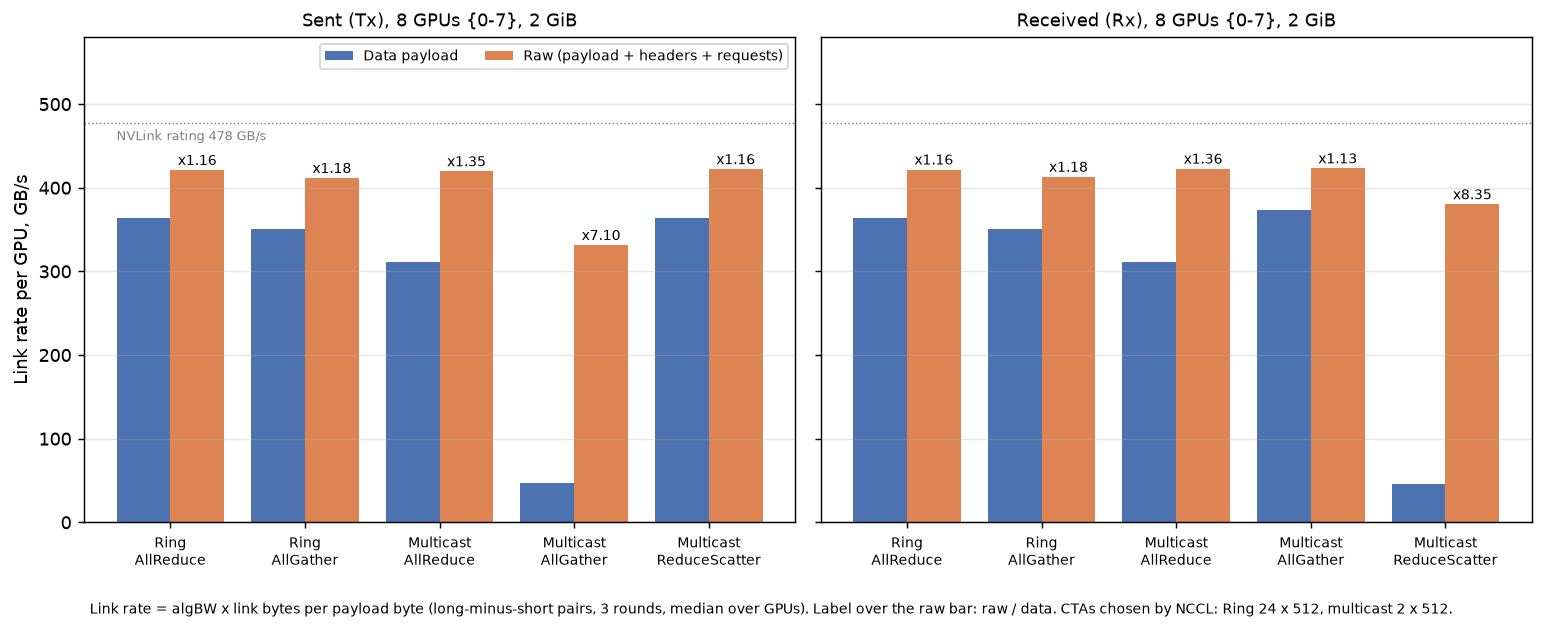 Sent (Tx), 8 GPUs {0-7}, 2 GiB
Data payload
Raw (payload + headers + requests)
NVLink rating 478 GB/s
Link rate per GPU, GB/s
500
400
300
200
100
0
x1.16
x1.18
x1.35
x7.10
x1.16
Ring
AllReduce
Ring
AllGather
Multicast
AllReduce
Multicast
AllGather
Multicast
ReduceScatter
Received (Rx), 8 GPUs {0-7}, 2 GiB
x1.16
x1.18
x1.36
x1.13
x8.35
Ring
AllReduce
Ring
AllGather
Multicast
AllReduce
Multicast
AllGather
Multicast
ReduceScatter
Link rate = algBW x link bytes per payload byte (long-minus-short pairs, 3 rounds, median over GPUs). Label over the raw bar: raw / data. CTAs chosen by NCCL: Ring 24 x 512, multicast 2 x 512.